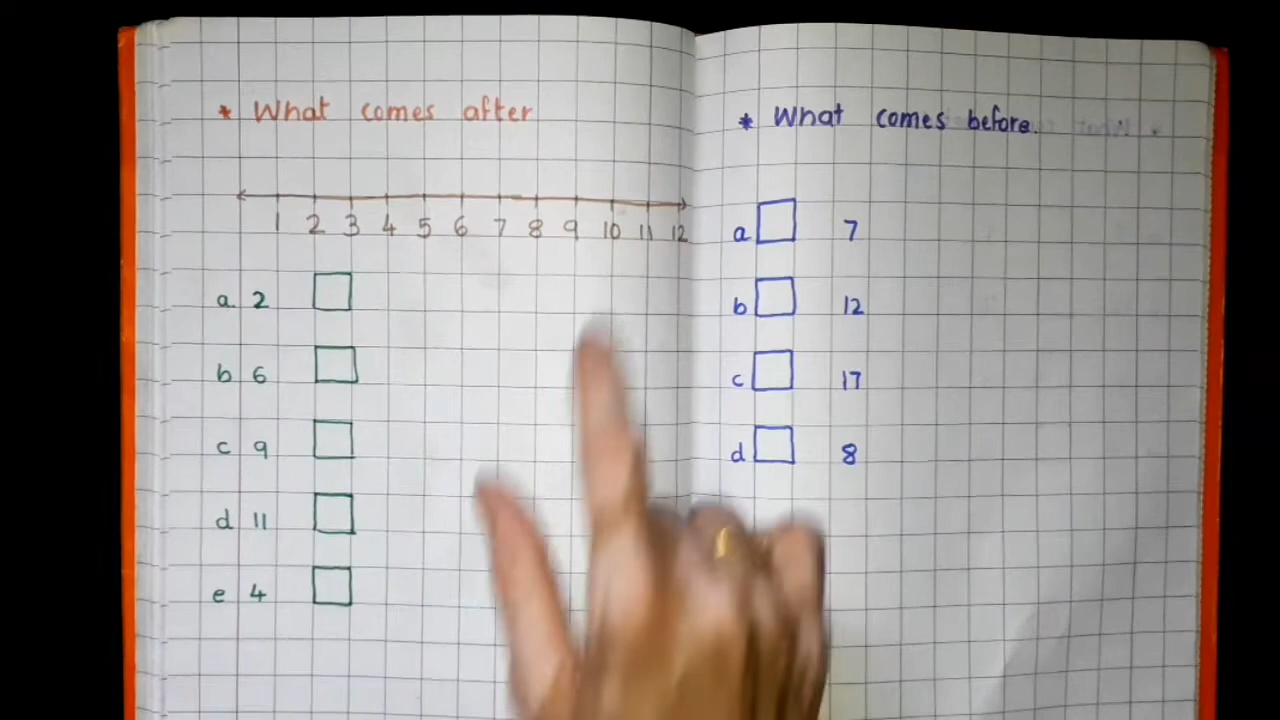 * What comes after
1 2 3 4 5 6 7 8 9 10 11 12
a 2
b 6
c 9
d 11
e 4
* What comes before.
a 7
b 12
c 17
d 8